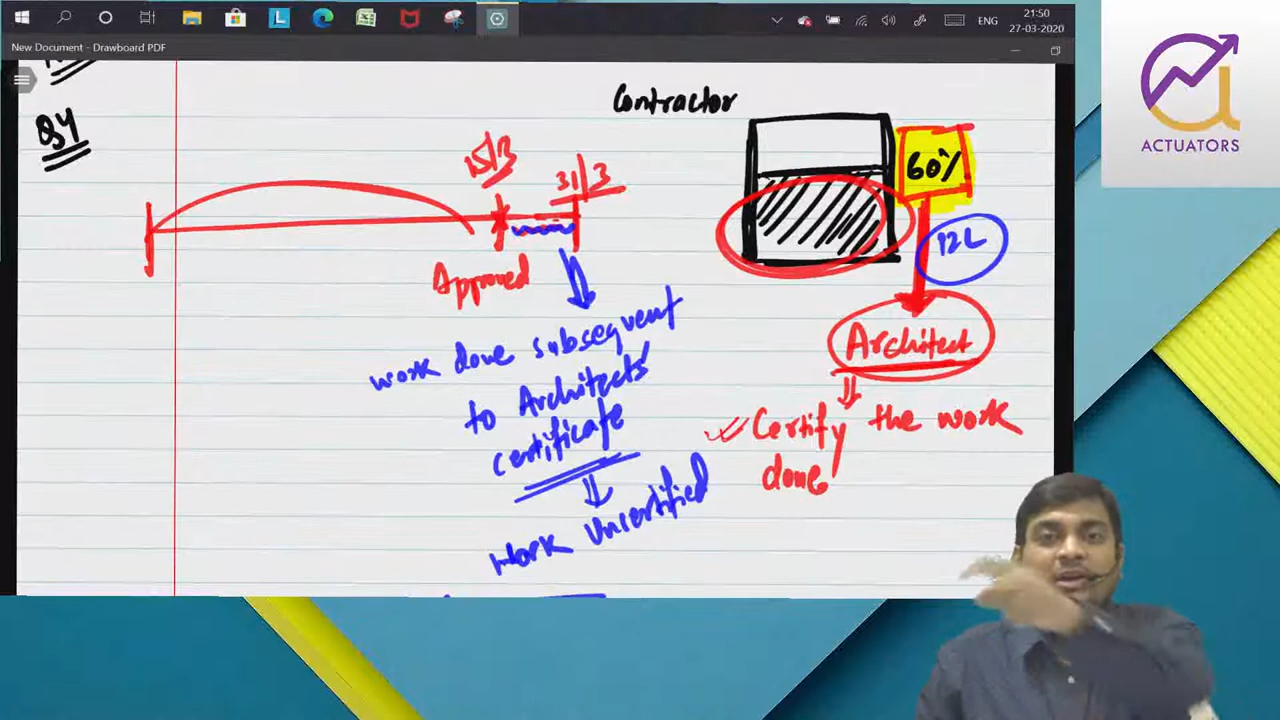 21:50
ENG
27-03-2020
New Document - Drawboard PDF
ACTUATORS
Contractor
15/3
31/3
60%
12L
Approved
Architect
Certify the work
done
work done subsequent
to Architects'
certificate
Work Uncertified